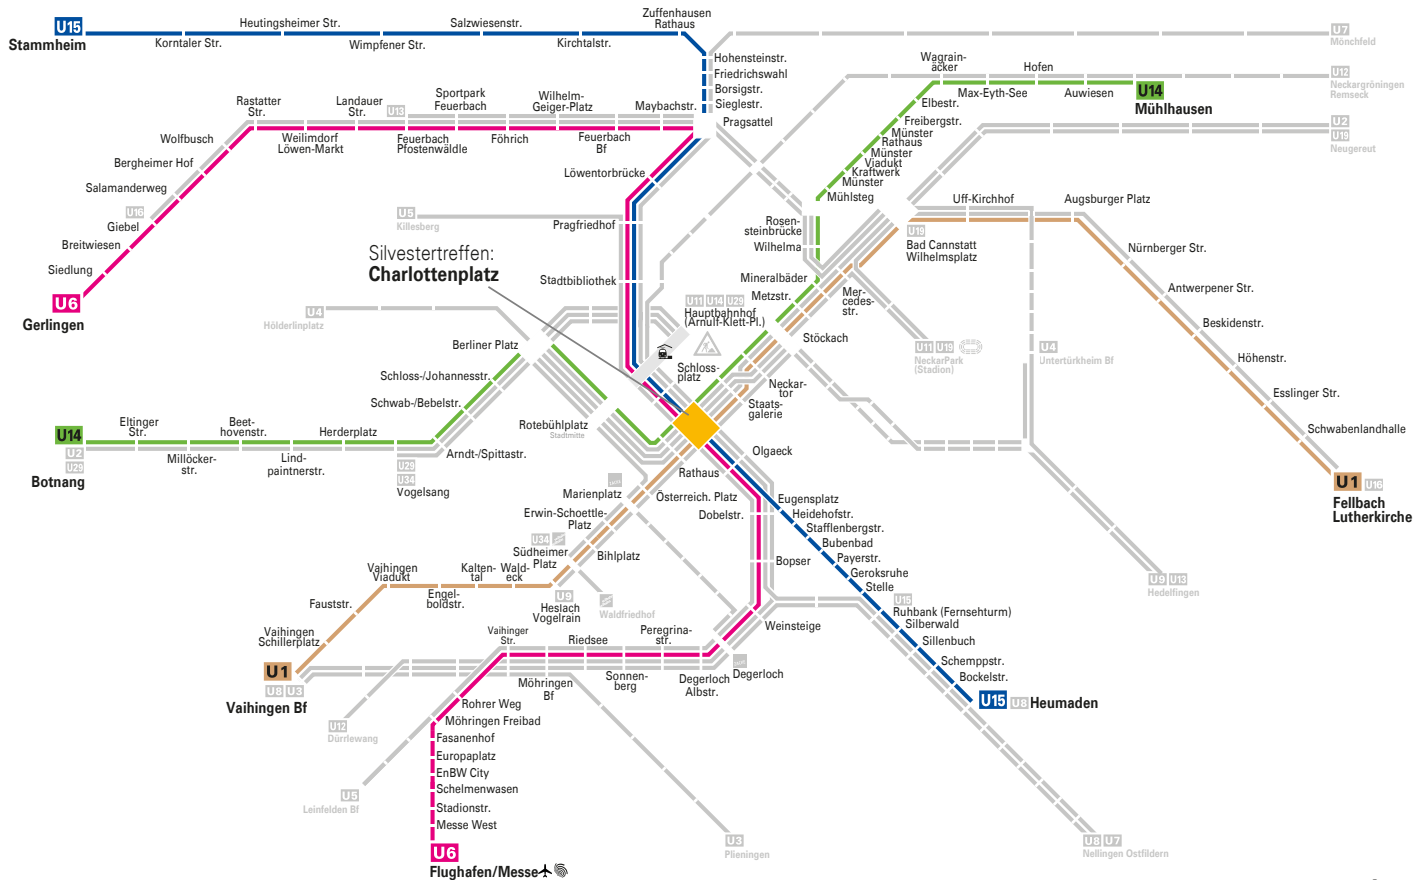 U15
Stammheim
Korntaler Str.
Heutingsheimer Str.
Wimpfener Str.
Salzwiesenstr.
Kirchtalstr.
Zuffenhausen
Rathaus
Hohensteinstr.
Friedrichswahl
Borsigstr.
Sieglestr.
Pragsattel
U7
Mönchfeld
U12
Neckargröningen
Remseck
U2
U19
Neugereut
Wagrain-
äcker
Hofen
Max-Eyth-See
Auwiesen
U14
Mühlhausen
Elbestr.
Freibergstr.
Münster
Rathaus
Münster
Viadukt
Kraftwerk
Münster
Mühlsteg
Rastatter
Str.
Landauer
Str.
U13
Sportpark
Feuerbach
Wilhelm-
Geiger-Platz
Maybachstr.
Wolfbusch
Weilimdorf
Löwen-Markt
Feuerbach
Pfostenwäldle
Föhrich
Feuerbach
Bf
Bergheimer Hof
Salamanderweg
U16
Giebel
Breitwiesen
Siedlung
U6
Gerlingen
Löwentorbrücke
U5
Killesberg
Pragfriedhof
Stadtbibliothek
Silvestertreffen:
Charlottenplatz
Rosen-
steinbrücke
Wilhelma
Mineralbäder
Metzstr.
Mer-
cedes-
str.
U19
Bad Cannstatt
Wilhelmsplatz
Uff-Kirchhof
Augsburger Platz
Nürnberger Str.
Antwerpener Str.
Beskidenstr.
Höhenstr.
Esslinger Str.
Schwabenlandhalle
U1 U16
Fellbach
Lutherkirche
U4
Hölderlinplatz
U11 U14 U29
Hauptbahnhof
(Arnulf-Klett-Pl.)
Stöckach
U11 U19
NeckarPark
(Stadion)
U4
Untertürkheim Bf
Berliner Platz
Schloss-/Johannesstr.
Schwab-/Bebelstr.
Schloss-
platz
Neckar-
tor
Staats-
galerie
Rotebühlplatz
Stadtmitte
U14
U2
U29
Botnang
Eltinger
Str.
Millöcker-
str.
Beet-
hovenstr.
Lind-
paintnerstr.
Herderplatz
Arndt-/Spittastr.
U29
U34
Vogelsang
Olgaeck
Rathaus
Österreich. Platz
Dobelstr.
Marienplatz
Erwin-Schoettle-
Platz
U34
Südheimer
Platz
Bihlplatz
Eugensplatz
Heidehofstr.
Stafflenbergstr.
Bubenbad
Payerstr.
Geroksruhe
Stelle
U15
Ruhbank (Fernsehturm)
Silberwald
Sillenbuch
Schemppstr.
Bockelstr.
U15 U8 Heumaden
Bopser
Weinsteige
U9 U13
Hedelfingen
Vaihingen
Viadukt
Kalten-
tal
Wald-
eck
Engel-
boldstr.
U9
Heslach
Vogelrain
Waldfriedhof
Fauststr.
Vaihingen
Schillerplatz
U1
U8 U3
Vaihingen Bf
Vaihinger
Str.
Riedsee
Peregrina-
str.
Möhringen
Bf
Sonnen-
berg
Degerloch
Albstr.
Degerloch
Rohrer Weg
Möhringen Freibad
Fasanenhof
Europaplatz
EnBW City
Schelmenwasen
Stadionstr.
Messe West
U6
Flughafen/Messe
U12
Dürrlewang
U5
Leinfelden Bf
U3
Plieningen
U8 U7
Nellingen Ostfildern